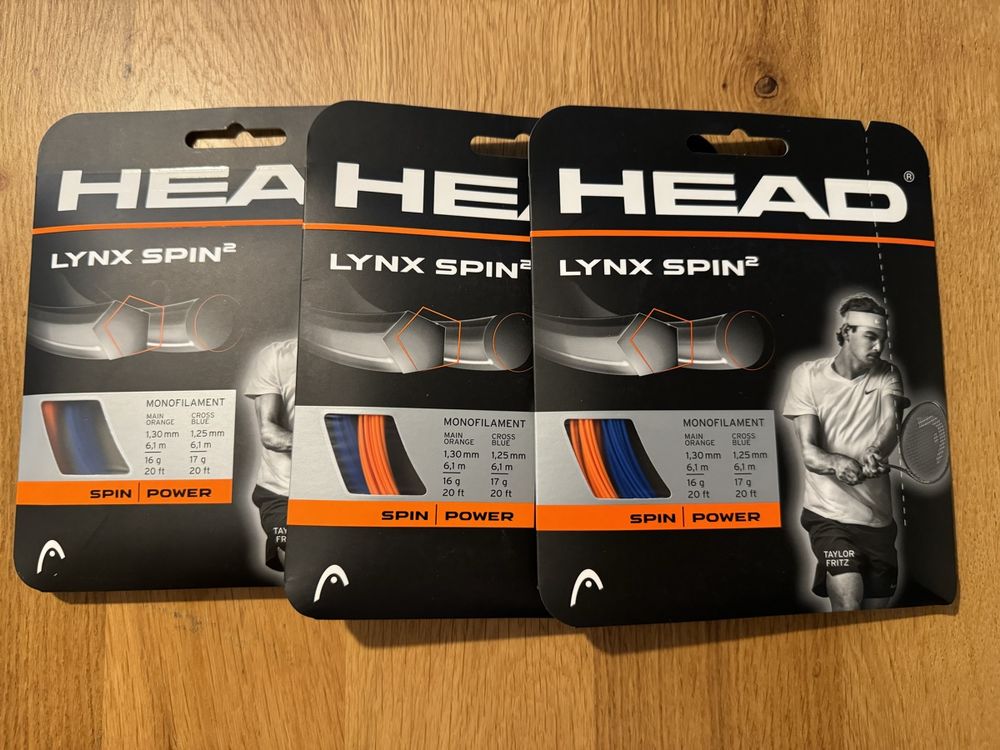 HEA
LYNX SPIN²
MONOFILAMENT
MAIN ORANGE
CROSS BLUE
1,30 mm 1,25 mm
6,1 m 6,1 m
16 g 17 g
20 ft 20 ft
SPIN | POWER
TAY
FR
HEA
LYNX SPIN²
MONOFILAMENT
MAIN ORANGE
CROSS BLUE
1,30 mm 1,25 mm
6,1 m 6,1 m
16 g 17 g
20 ft 20 ft
SPIN | POWER
HEAD®
LYNX SPIN²
MONOFILAMENT
MAIN ORANGE
CROSS BLUE
1,30 mm 1,25 mm
6,1 m 6,1 m
16 g 17 g
20 ft 20 ft
SPIN | POWER
TAYLOR
FRITZ